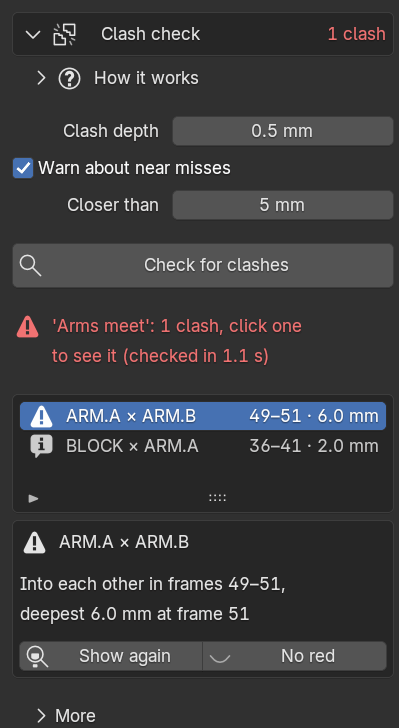 Clash check 1 clash
How it works
Clash depth 0.5 mm
Warn about near misses
Closer than 5 mm
Check for clashes
'Arms meet': 1 clash, click one
to see it (checked in 1.1 s)
ARM.A × ARM.B 49–51 · 6.0 mm
BLOCK × ARM.A 36–41 · 2.0 mm
ARM.A × ARM.B
Into each other in frames 49–51,
deepest 6.0 mm at frame 51
Show again No red
More